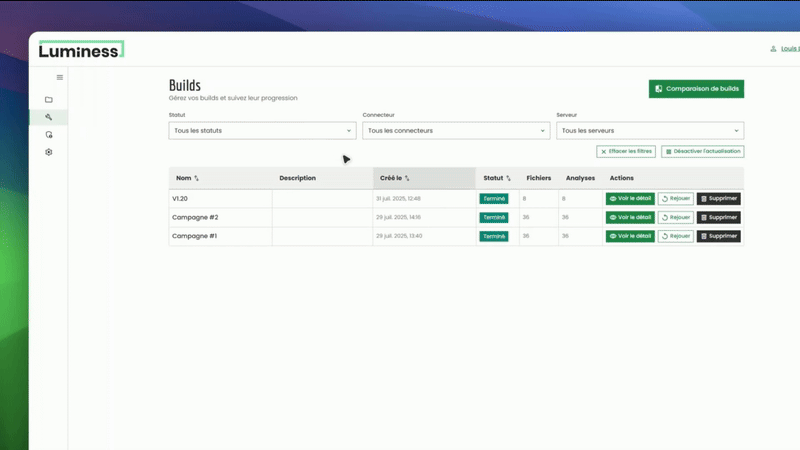 Luminess
Louis
Builds
Gérez vos builds et suivez leur progression
Comparaison de builds
Statut Connecteur Serveur
Tous les statuts Tous les connecteurs Tous les serveurs
Effacer les filtres Désactiver l'actualisation
Nom Description Créé le Statut Fichiers Analyses Actions
V1.20 31 juil. 2025, 12:48 Terminé 8 8 Voir le détail Rejouer Supprimer
Campagne #2 29 juil. 2025, 14:16 Terminé 36 36 Voir le détail Rejouer Supprimer
Campagne #1 29 juil. 2025, 13:40 Terminé 36 36 Voir le détail Rejouer Supprimer